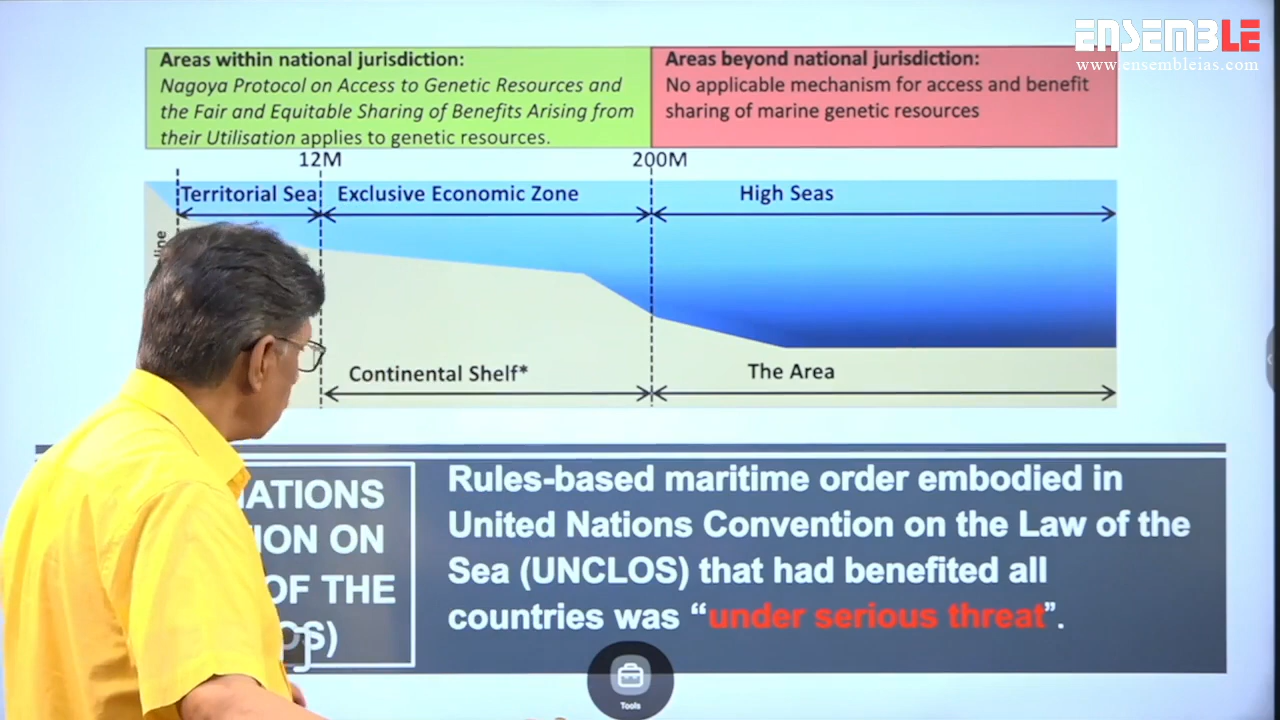 ENSEMBLE
www.ensembleias.com
Areas within national jurisdiction:
Nagoya Protocol on Access to Genetic Resources and
the Fair and Equitable Sharing of Benefits Arising from
their Utilisation applies to genetic resources.
Areas beyond national jurisdiction:
No applicable mechanism for access and benefit
sharing of marine genetic resources
12M
200M
Territorial Sea
Exclusive Economic Zone
High Seas
Continental Shelf*
The Area
OF THE
Rules-based maritime order embodied in
United Nations Convention on the Law of the
Sea (UNCLOS) that had benefited all
countries was “under serious threat”.
Tools